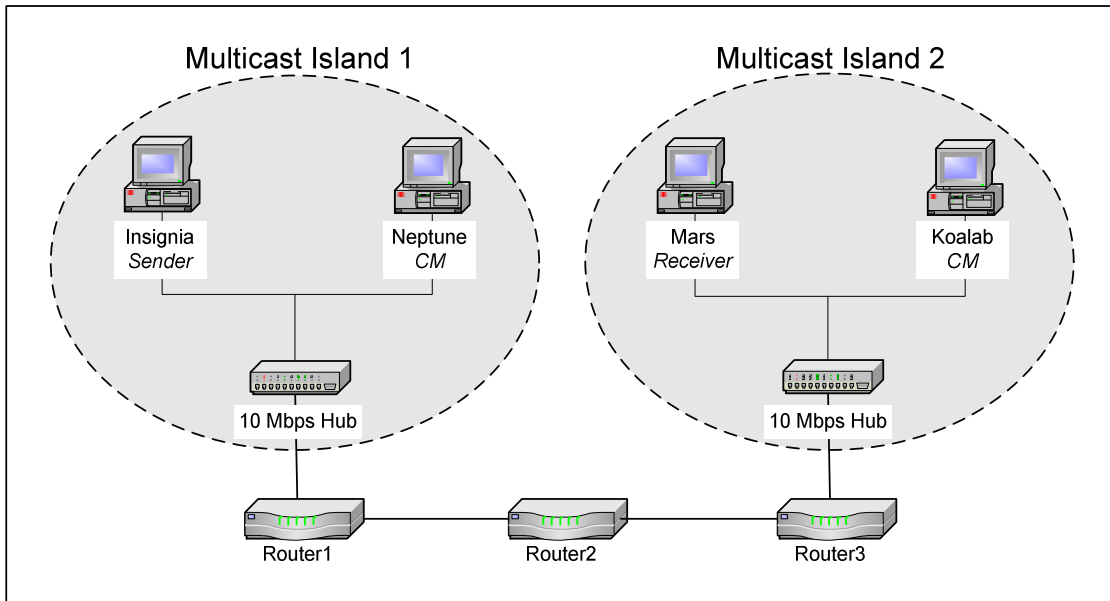 Multicast Island 1
Multicast Island 2
Insignia
Sender
Neptune
CM
Mars
Receiver
Koalab
CM
10 Mbps Hub
10 Mbps Hub
Router1
Router2
Router3